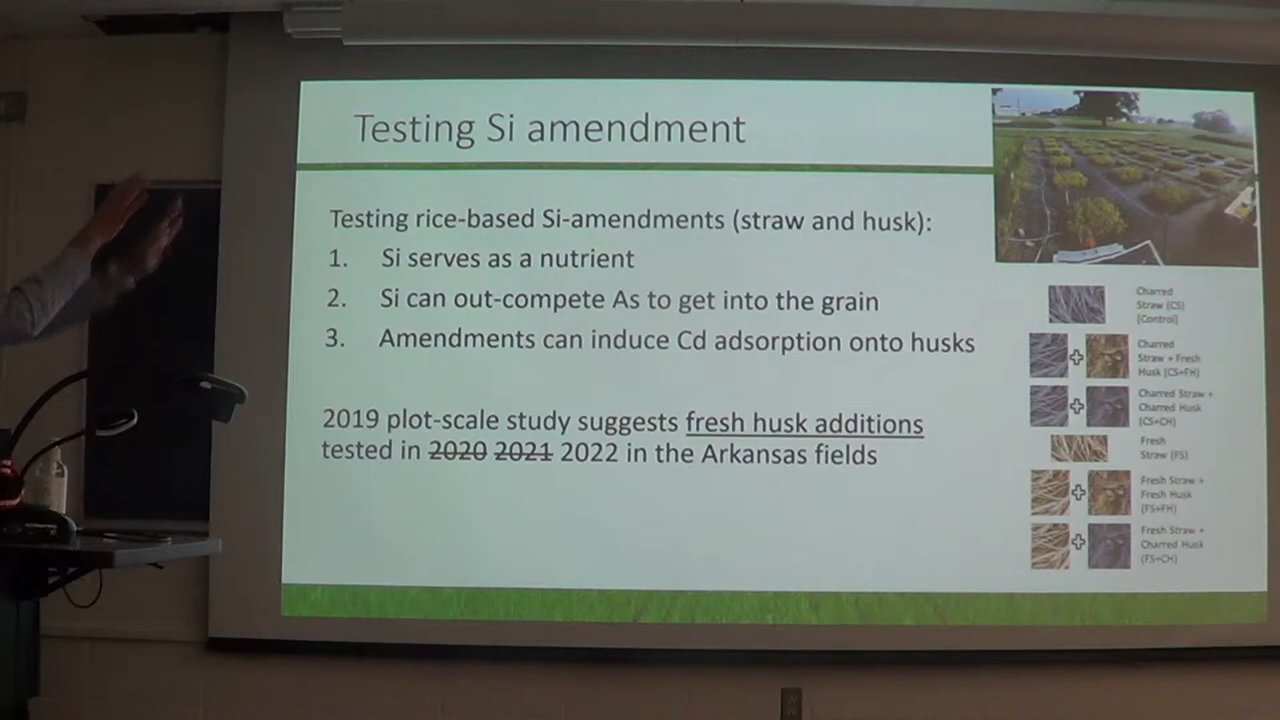 Testing Si amendment
Testing rice-based Si-amendments (straw and husk):
1. Si serves as a nutrient
2. Si can out-compete As to get into the grain
3. Amendments can induce Cd adsorption onto husks
2019 plot-scale study suggests fresh husk additions
tested in 2020 2021 2022 in the Arkansas fields
Charred
Straw (CS)
[Control]
Charred
Straw + Fresh
Husk (CS+FH)
Charred Straw +
Charred Husk
(CS+CH)
Fresh
Straw (FS)
Fresh Straw +
Fresh Husk
(FS+FH)
Fresh Straw +
Charred Husk
(FS+CH)